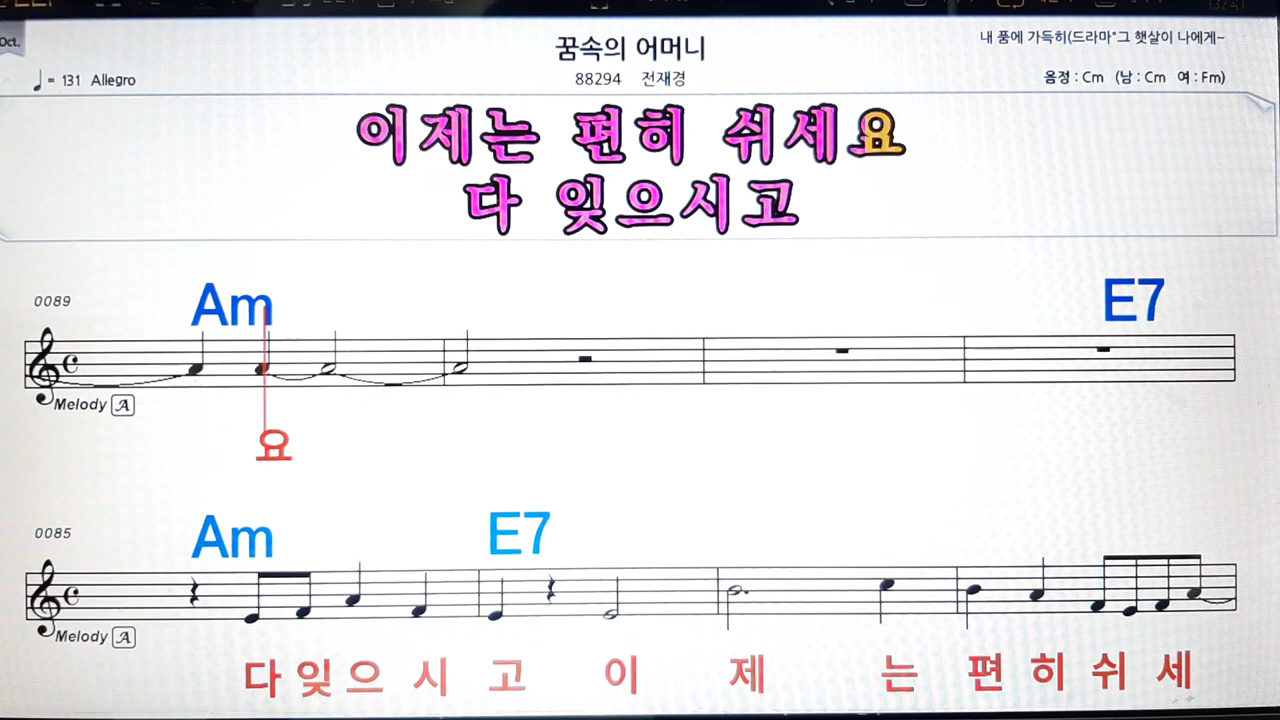 Oct.
꿈속의 어머니
내 품에 가득히(드라마"그 햇살이 나에게~
♩= 131 Allegro
88294 전재경
음정 : Cm (남 : Cm 여 : Fm)
이제는 편히 쉬세요
다 잊으시고
0089
Am E7
Melody A
요
0085
Am E7
Melody A
다 잊 으 시 고 이 제 는 편 히 쉬 세